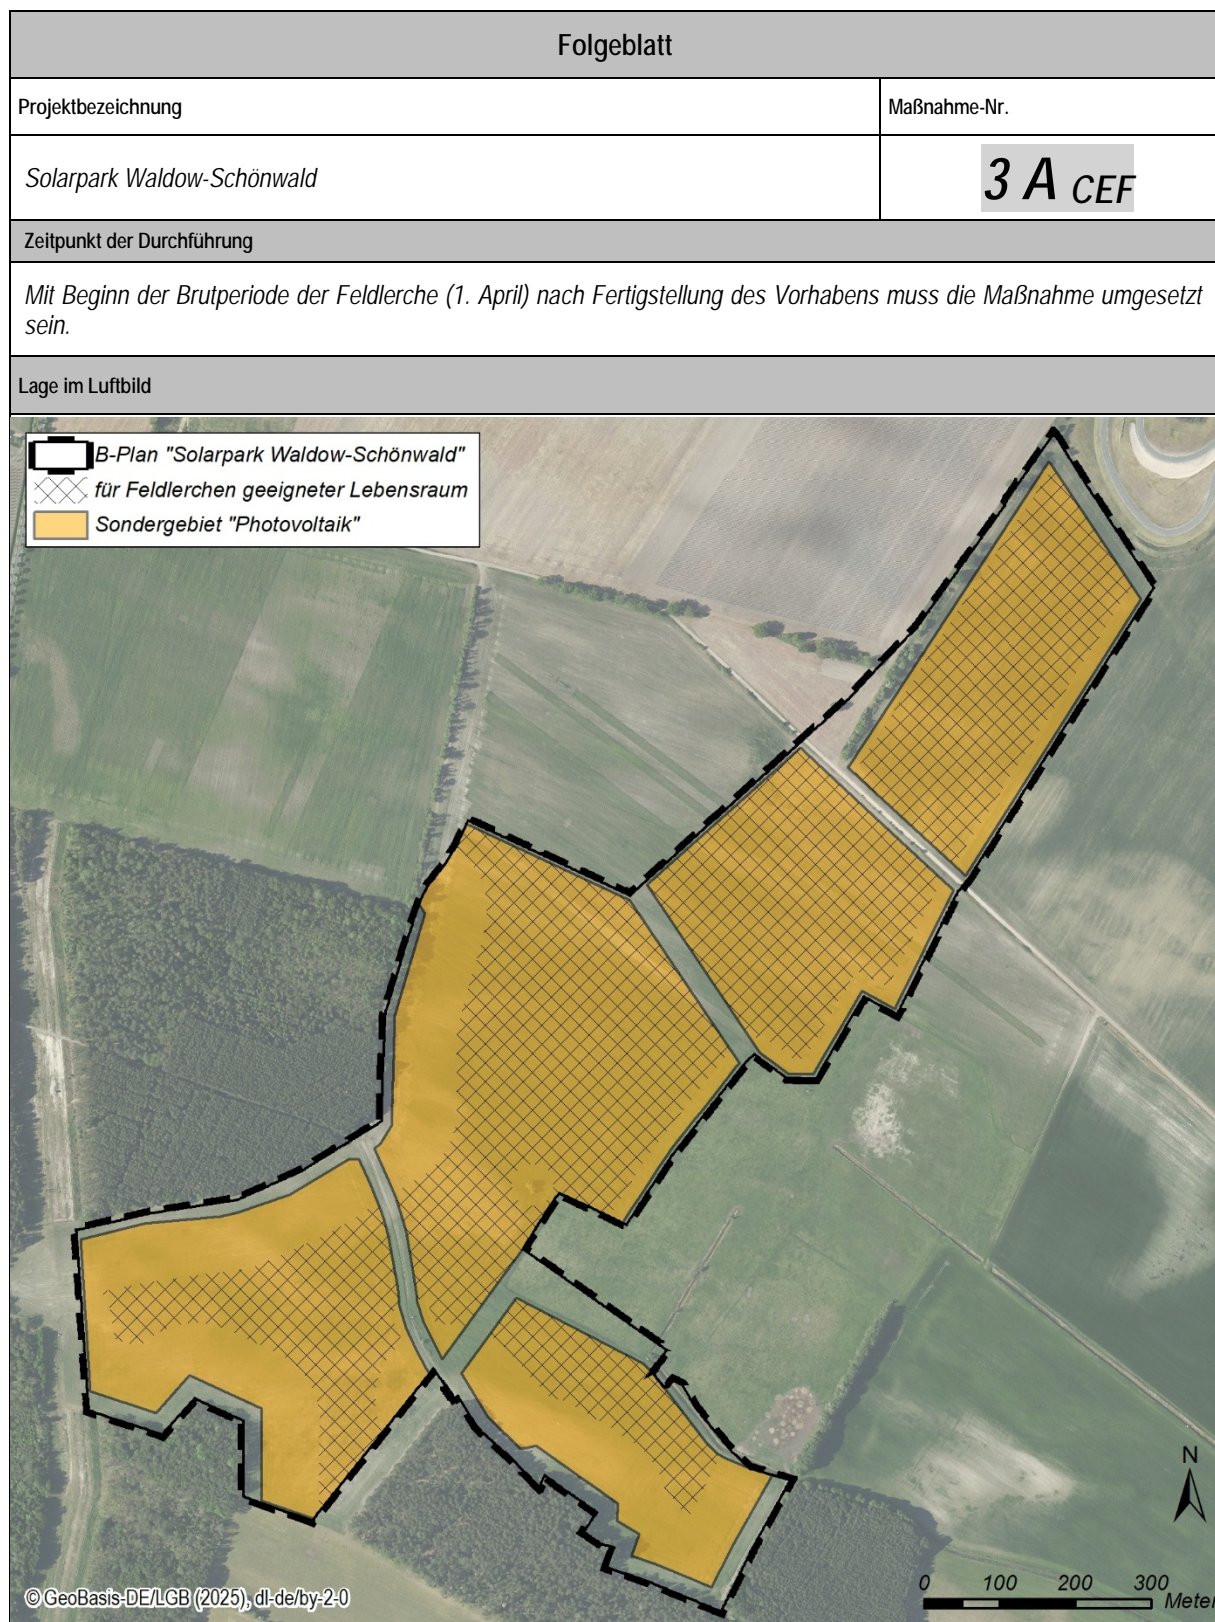 Folgeblatt
Projektbezeichnung
Maßnahme-Nr.
Solarpark Waldow-Schönwald
3 A CEF
Zeitpunkt der Durchführung
Mit Beginn der Brutperiode der Feldlerche (1. April) nach Fertigstellung des Vorhabens muss die Maßnahme umgesetzt
sein.
Lage im Luftbild
B-Plan "Solarpark Waldow-Schönwald"
für Feldlerchen geeigneter Lebensraum
Sondergebiet "Photovoltaik"
N
0 100 200 300
Meter
© GeoBasis-DE/LGB (2025), dl-de/by-2-0